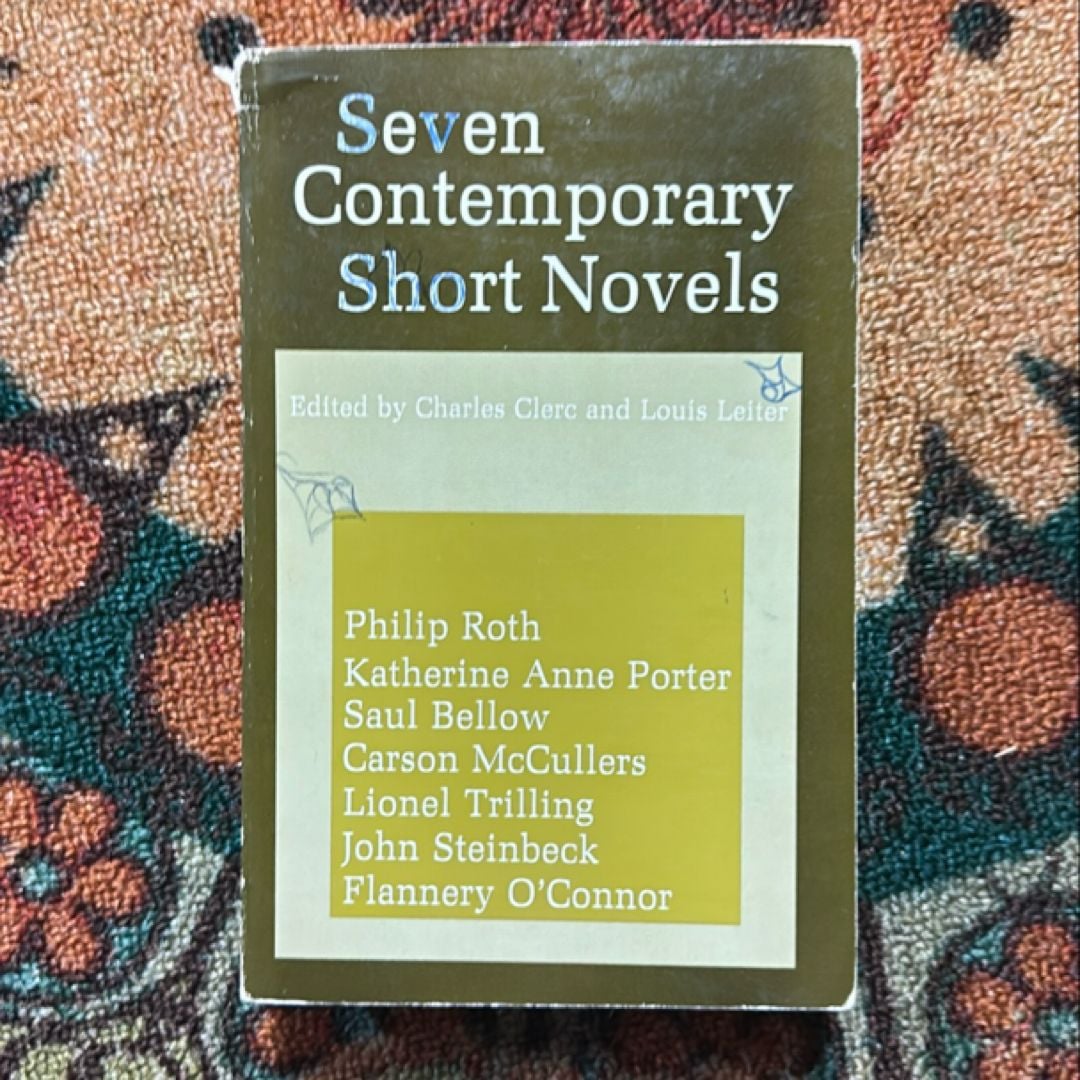 Seven
Contemporary
Short Novels
Edited by Charles Clerc and Louis Leiter
Philip Roth
Katherine Anne Porter
Saul Bellow
Carson McCullers
Lionel Trilling
John Steinbeck
Flannery O'Connor